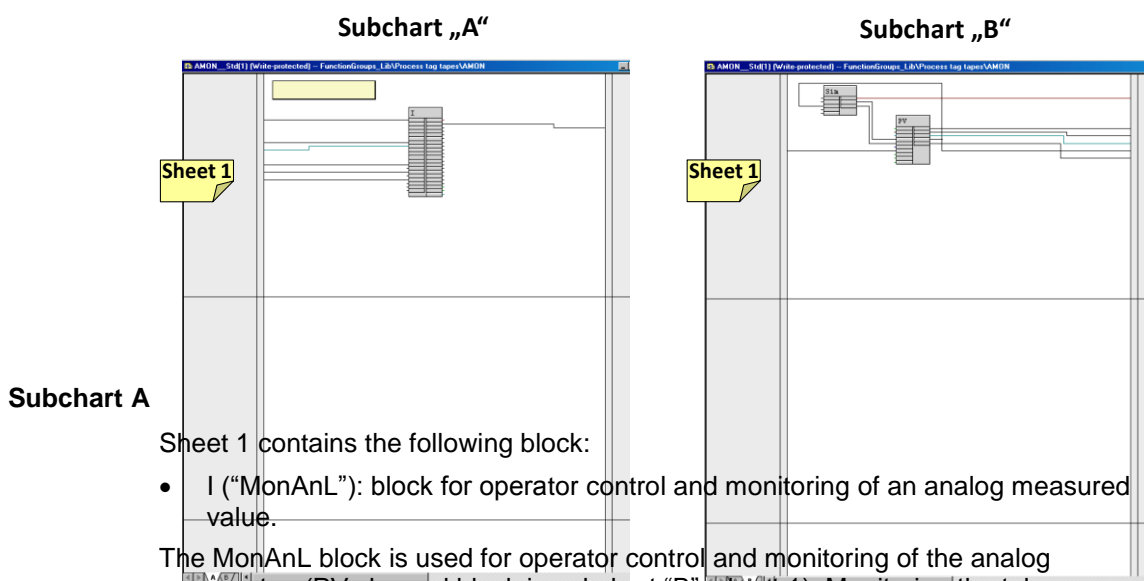 Subchart „A“
Subchart „B“
AMON__Std(1) (Write-protected) -- FunctionGroups_Lib\Process tag tapes\AMON
AMON__Std(1) (Write-protected) -- FunctionGroups_Lib\Process tag tapes\AMON
I
Sim
PV
Sheet 1
Sheet 1
Subchart A
Sheet 1 contains the following block:
• I (“MonAnL”): block for operator control and monitoring of an analog measured
value.
The MonAnL block is used for operator control and monitoring of the analog
A
B
A